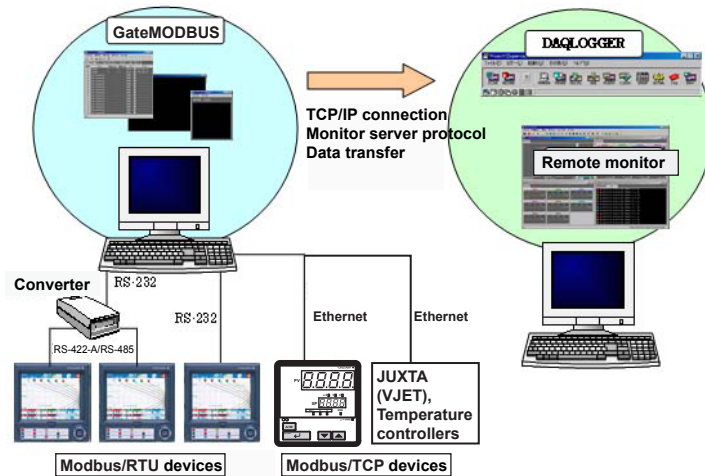 GateMODBUS
DAQLOGGER
TCP/IP connection
Monitor server protocol
Data transfer
Remote monitor
Converter
RS-232
RS-232
Ethernet
Ethernet
RS-422-A/RS-485
PV
JUXTA
(VJET),
Temperature
controllers
Modbus/RTU devices
Modbus/TCP devices